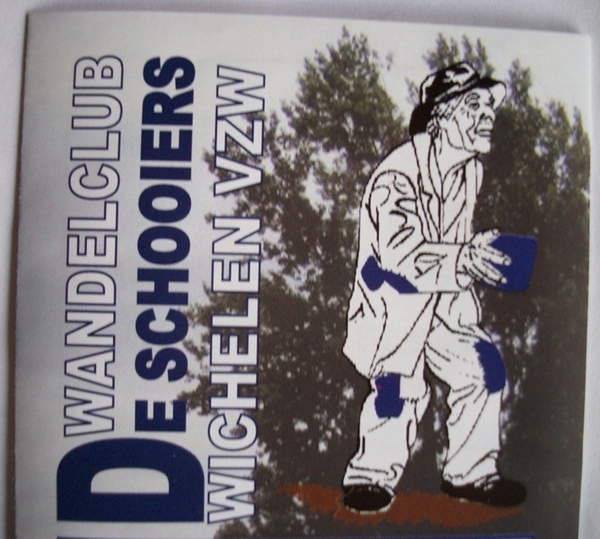 WANDELCLUB
DE SCHOOIERS
WICHELEN VZW